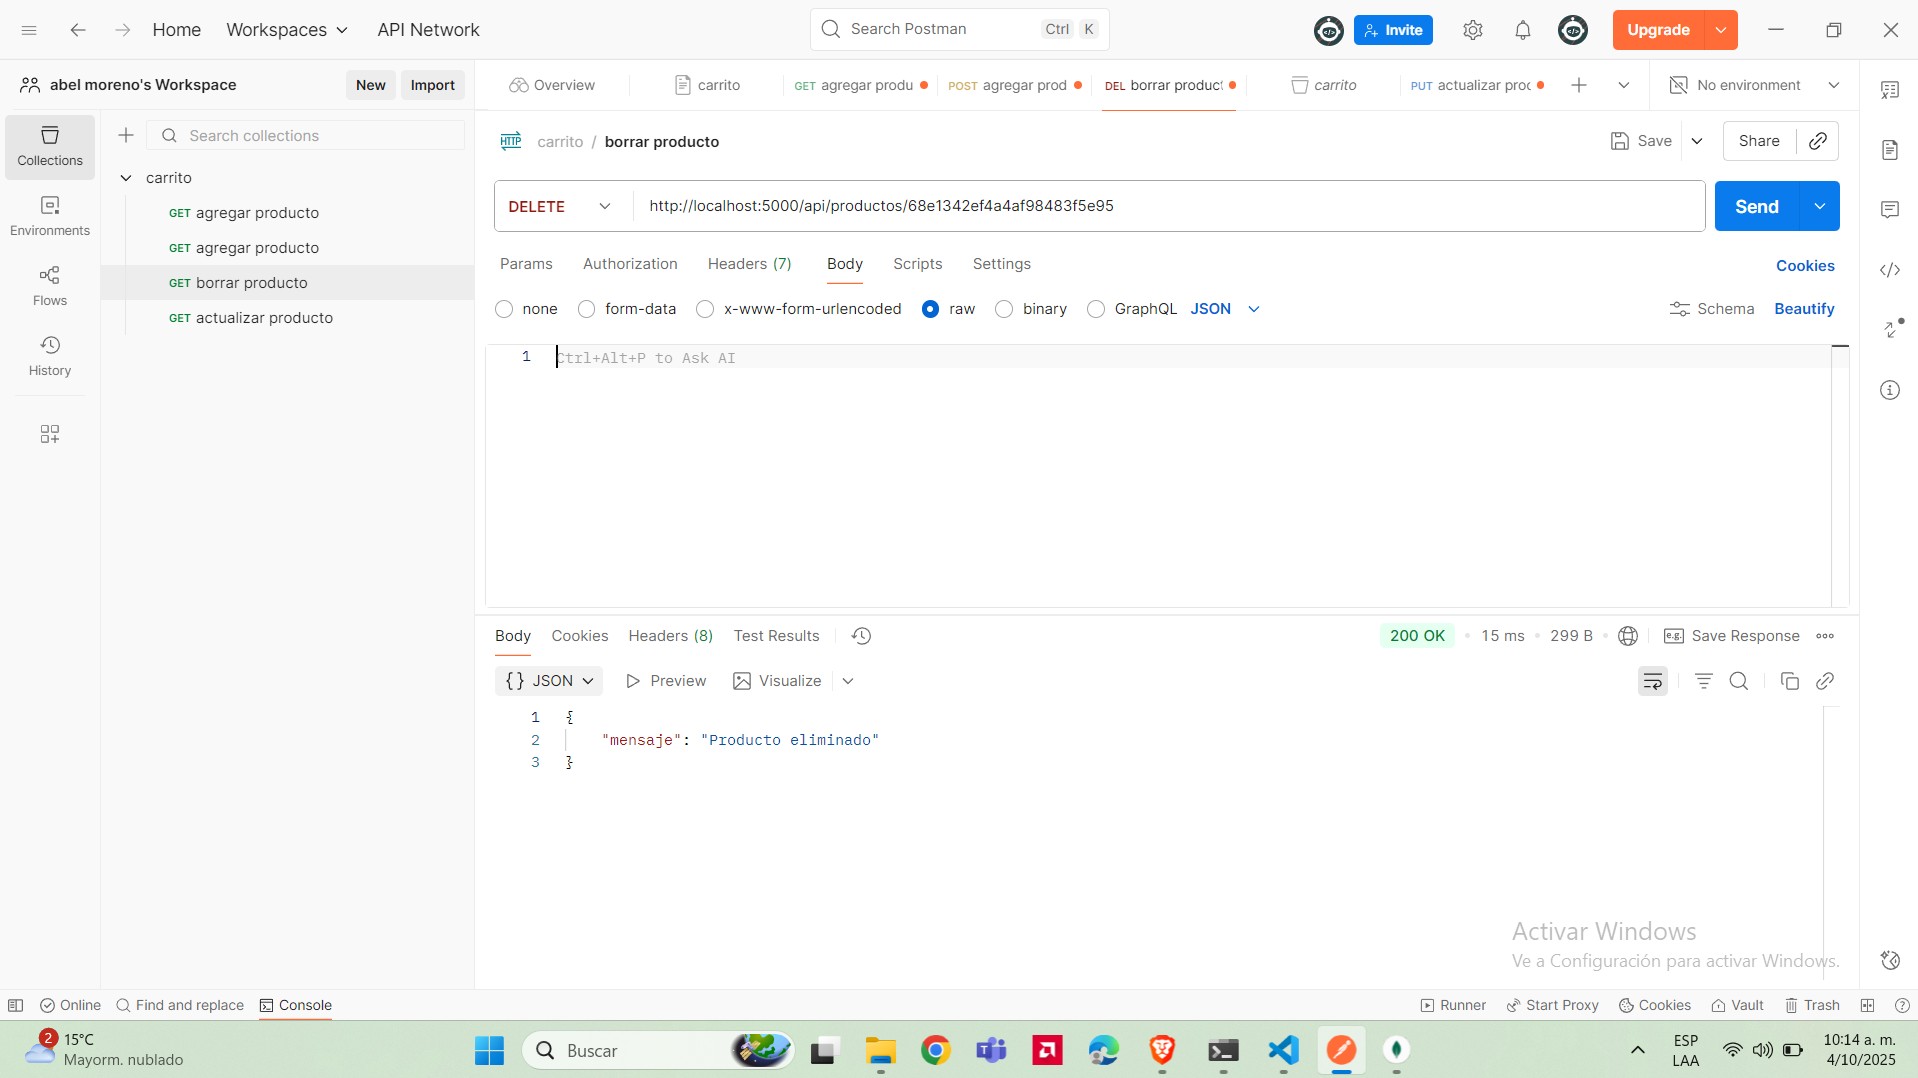 Home Workspaces API Network Search Postman Ctrl K Invite Upgrade
abel moreno's Workspace New Import
Overview carrito GET agregar produ POST agregar prod DEL borrar product carrito PUT actualizar proc No environment
Collections
Environments
Flows
History
Search collections
carrito
GET agregar producto
GET agregar producto
GET borrar producto
GET actualizar producto
HTTP carrito / borrar producto Save Share
DELETE http://localhost:5000/api/productos/68e1342ef4a4af98483f5e95 Send
Params Authorization Headers (7) Body Scripts Settings Cookies
none form-data x-www-form-urlencoded raw binary GraphQL JSON Schema Beautify
1 Ctrl+Alt+P to Ask AI
Body Cookies Headers (8) Test Results 200 OK • 15 ms • 299 B • e.g. Save Response
{} JSON Preview Visualize
1 {
2 "mensaje": "Producto eliminado"
3 }
Activar Windows
Ve a Configuración para activar Windows.
Online Find and replace Console Runner Start Proxy Cookies Vault Trash
2 15°C
Mayorm. nublado
Buscar
ESP
LAA
10:14 a. m.
4/10/2025